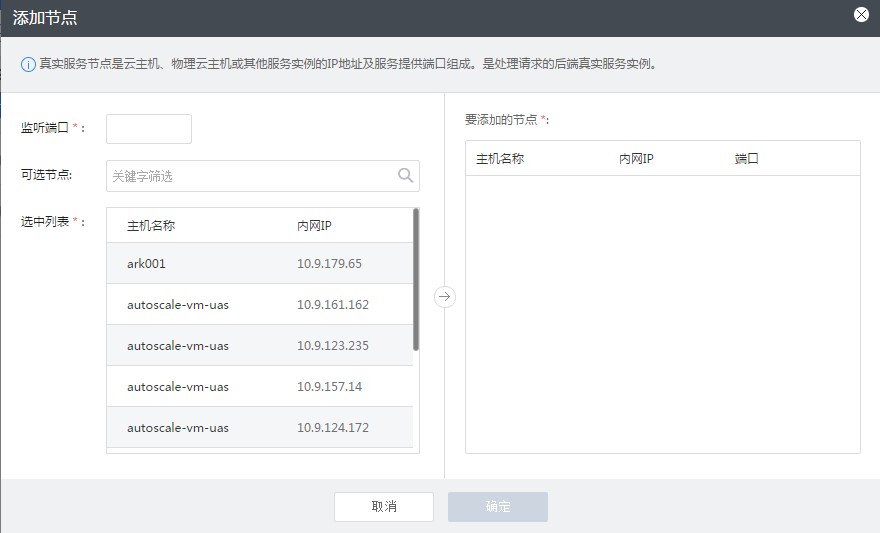 添加节点
真实服务节点是云主机、物理云主机或其他服务实例的IP地址及服务提供端口组成。是处理请求的后端真实服务实例。
监听端口 * :
可选节点:
关键字筛选
选中列表 * :
主机名称 内网IP
ark001 10.9.179.65
autoscale-vm-uas 10.9.161.162
autoscale-vm-uas 10.9.123.235
autoscale-vm-uas 10.9.157.14
autoscale-vm-uas 10.9.124.172
要添加的节点 *:
主机名称 内网IP 端口
取消 确定